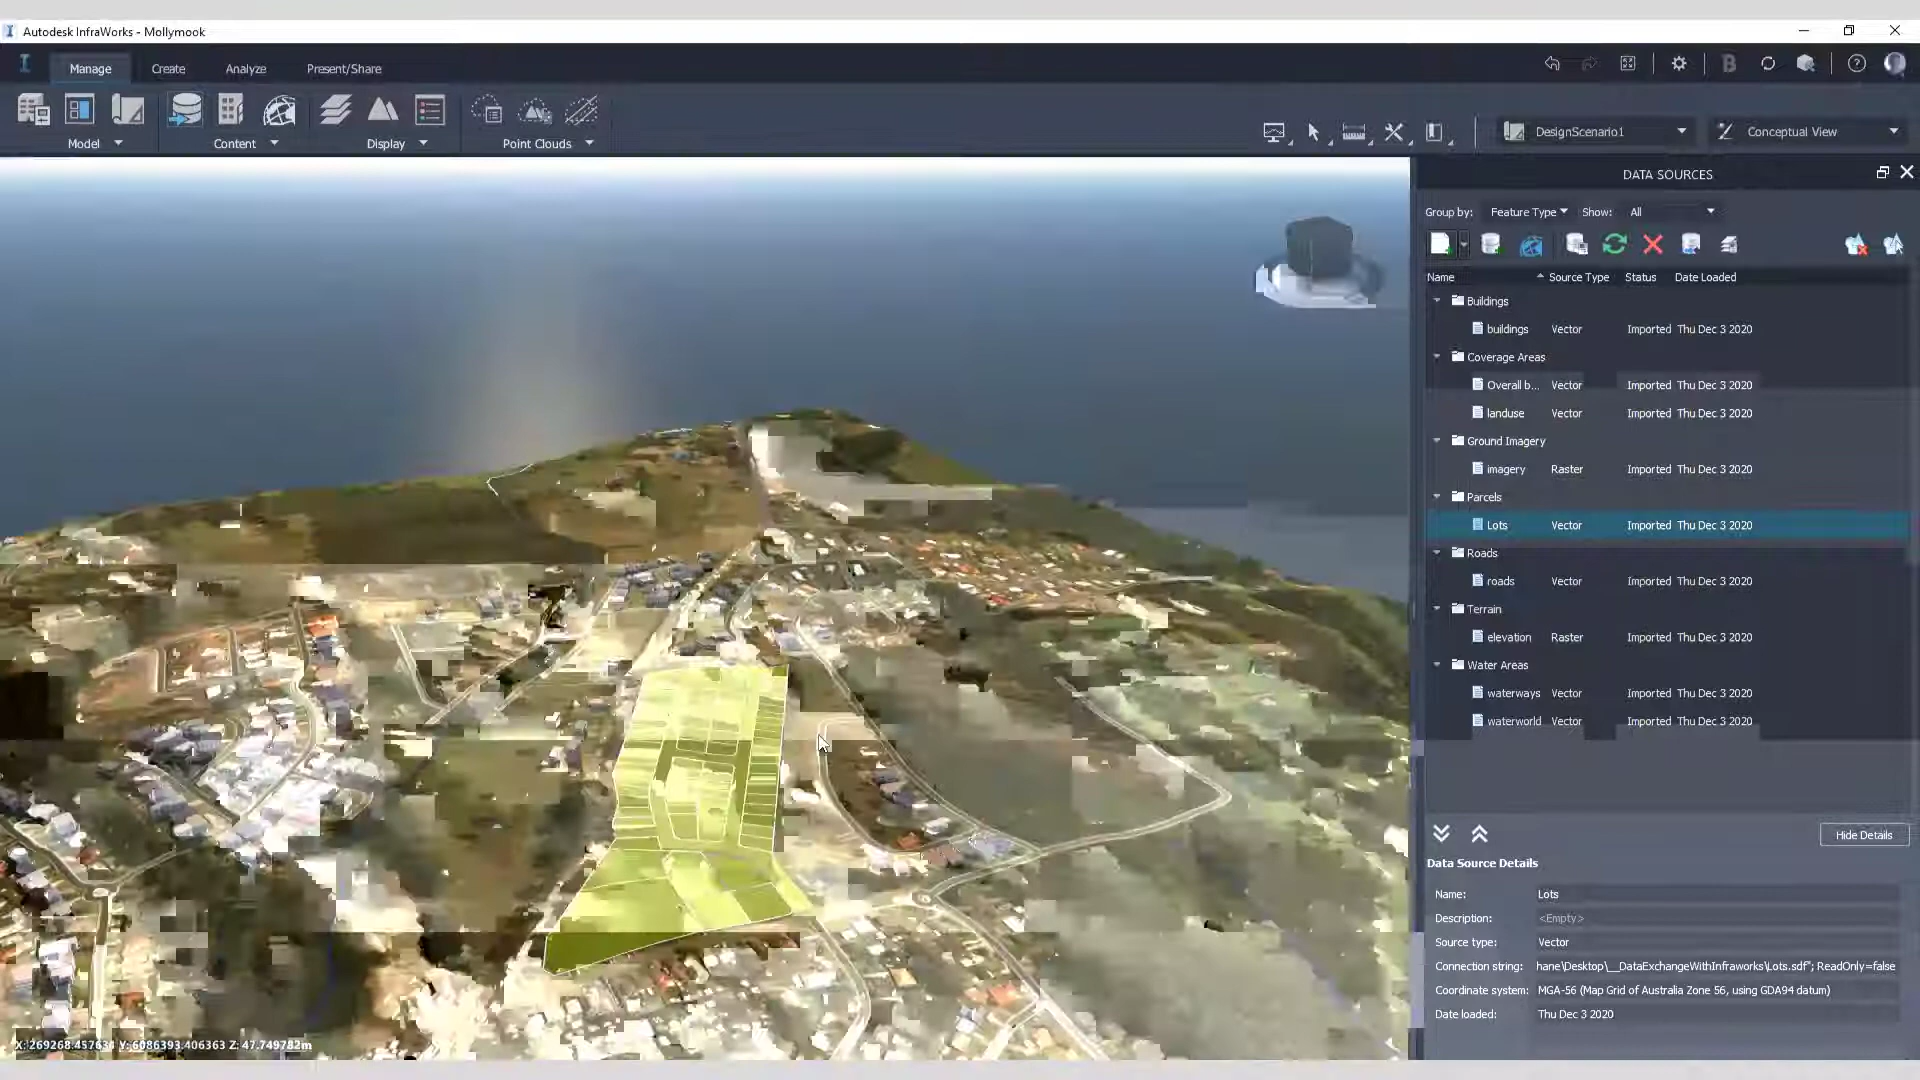 Autodesk InfraWorks - Mollymook
Manage Create Analyze Present/Share
Model Content Display Point Clouds
DesignScenario1 Conceptual View
DATA SOURCES
Group by: Feature Type Show: All
Name Source Type Status Date Loaded
Buildings
buildings Vector Imported Thu Dec 3 2020
Coverage Areas
Overall b... Vector Imported Thu Dec 3 2020
landuse Vector Imported Thu Dec 3 2020
Ground Imagery
imagery Raster Imported Thu Dec 3 2020
Parcels
Lots Vector Imported Thu Dec 3 2020
Roads
roads Vector Imported Thu Dec 3 2020
Terrain
elevation Raster Imported Thu Dec 3 2020
Water Areas
waterways Vector Imported Thu Dec 3 2020
waterworld Vector Imported Thu Dec 3 2020
Hide Details
Data Source Details
Name: Lots
Description: <Empty>
Source type: Vector
Connection string: hane\Desktop\__DataExchangeWithInfraworks\Lots.sdf"; ReadOnly=false
Coordinate system: MGA-56 (Map Grid of Australia Zone 56, using GDA94 datum)
Date loaded: Thu Dec 3 2020
X: 269268.457631 Y: 6086393.406363 Z: 47.749782m